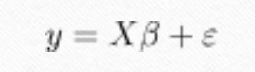 y = Xβ + ε